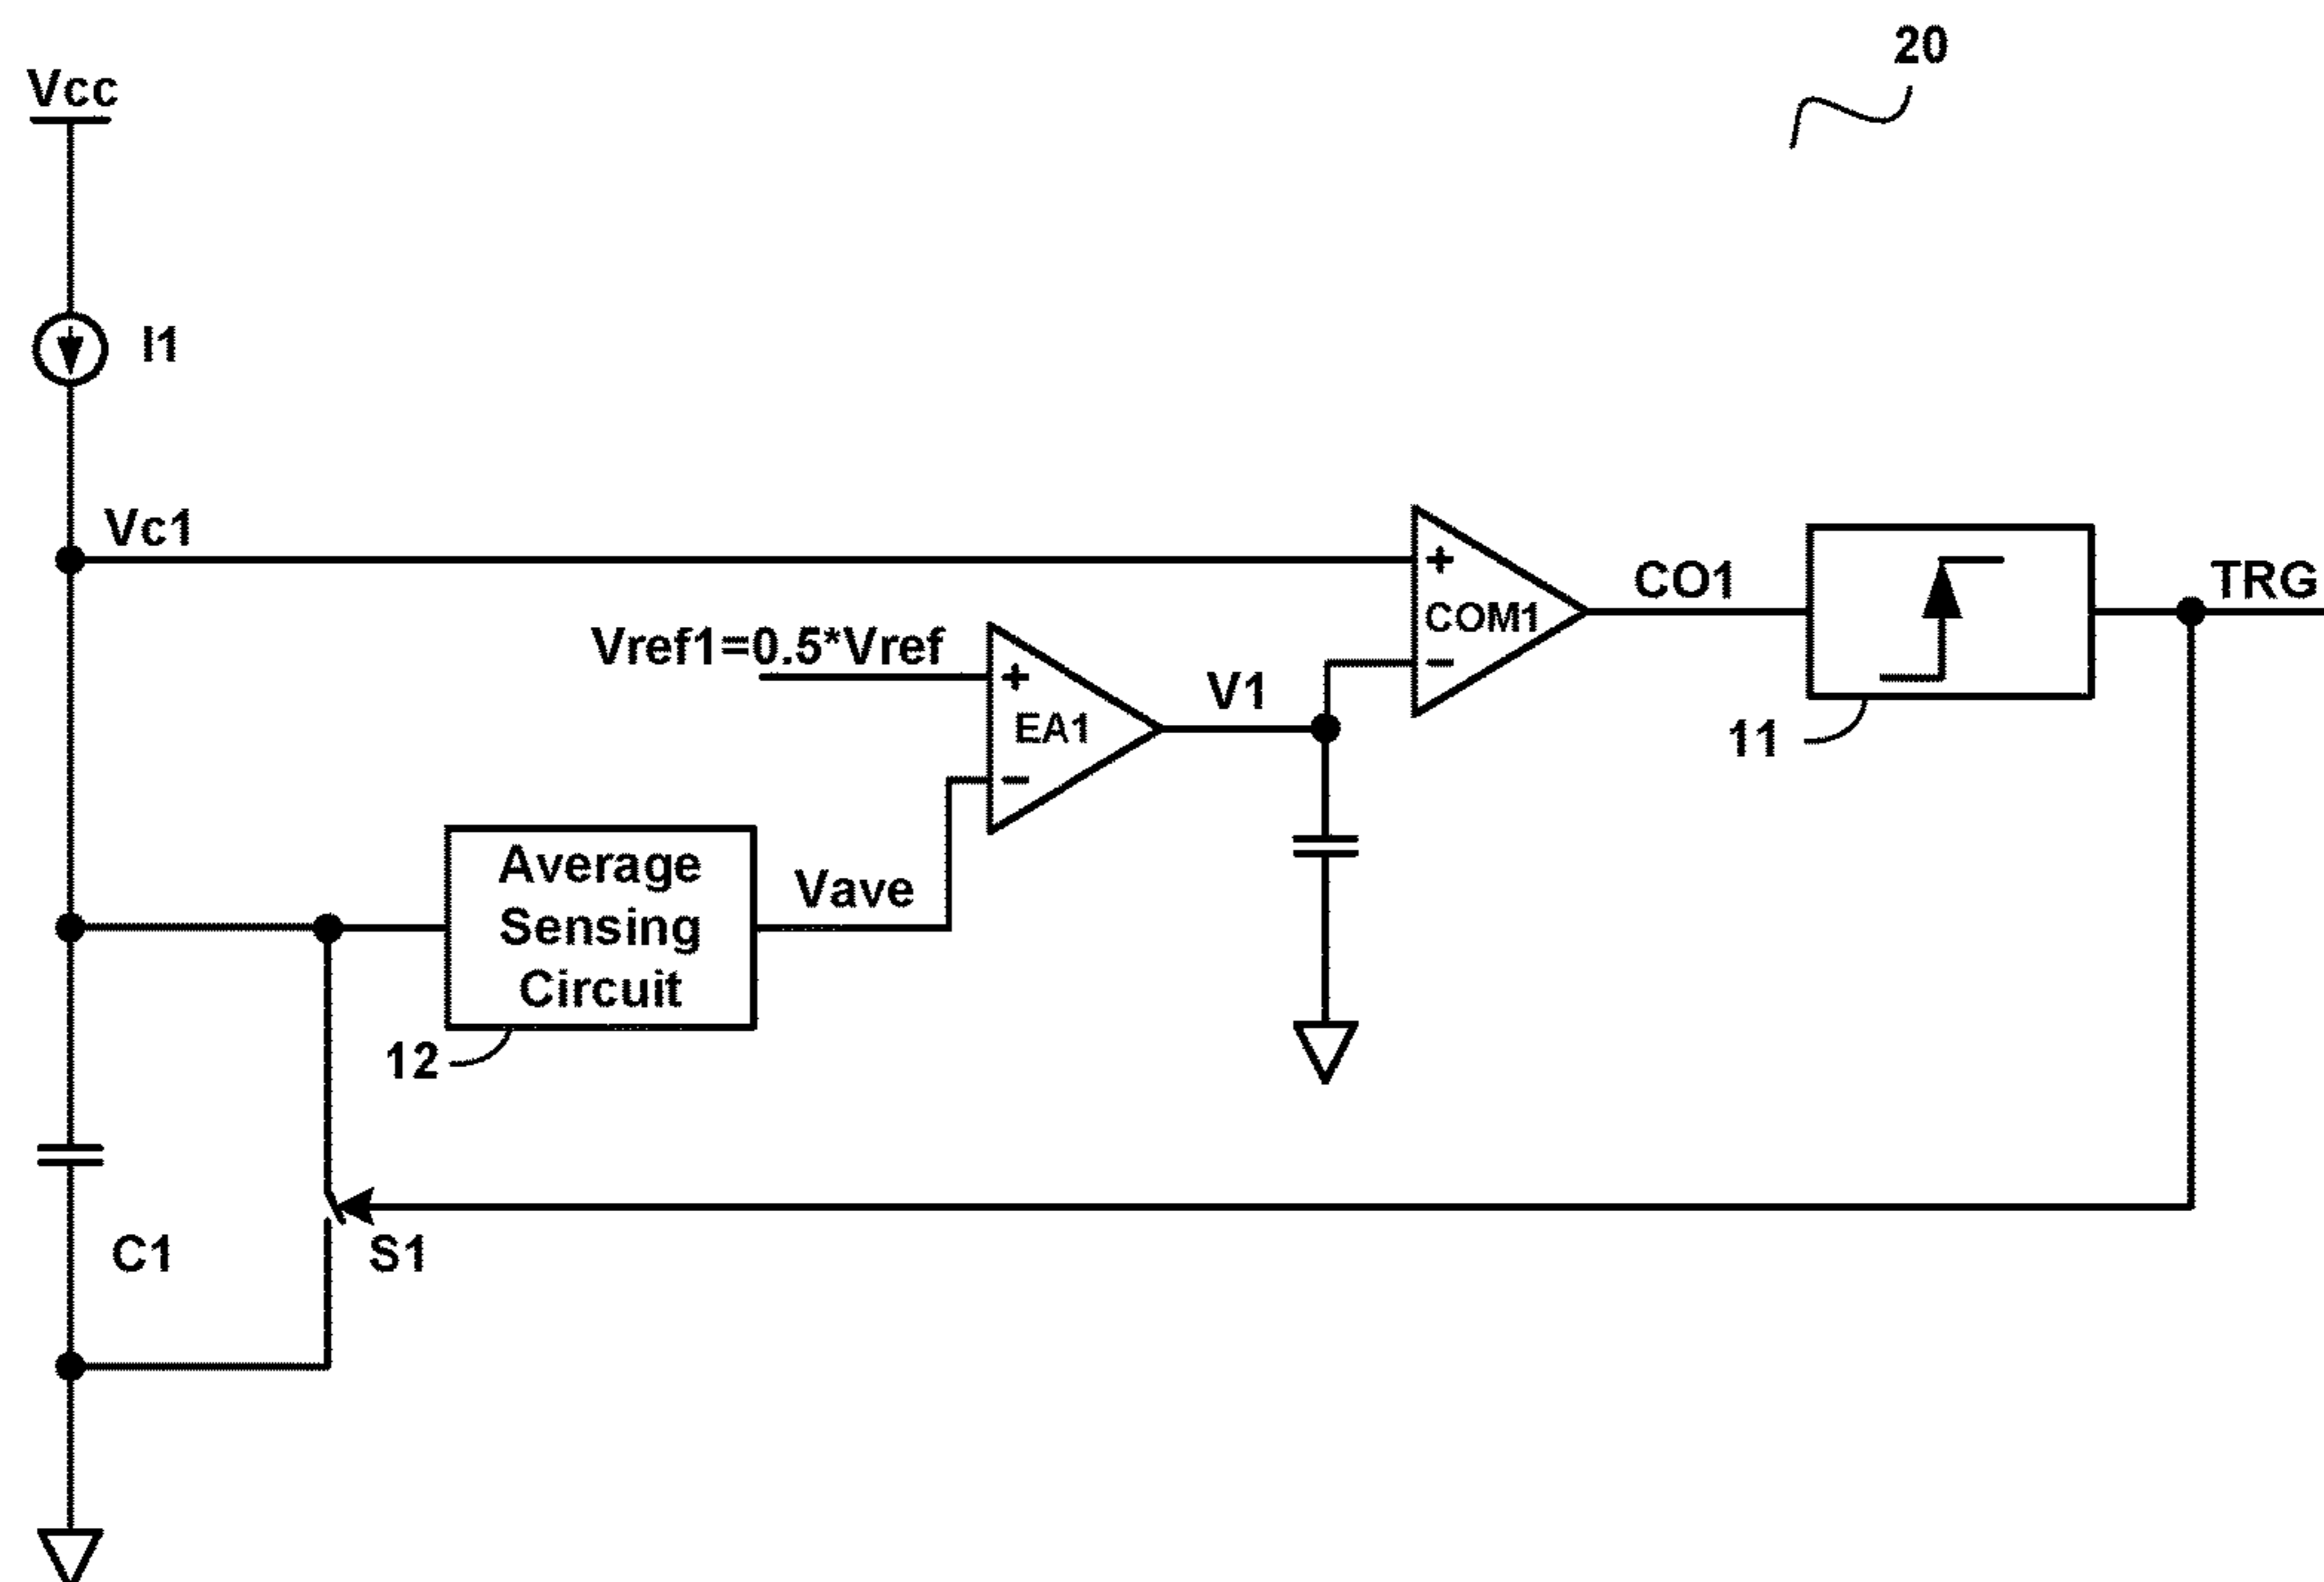 20
Vcc
I1
Vc1
Vref1=0.5*Vref
+
EA1
−
V1
+
COM1
−
CO1
TRG
11
Average
Sensing
Circuit
Vave
12
C1
S1